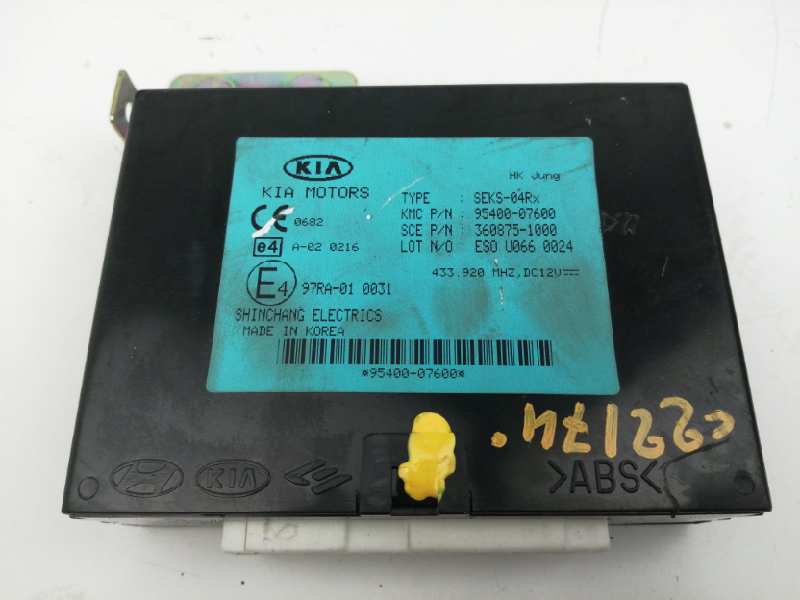 KIA
KIA MOTORS
HK Jung
TYPE : SEKS-04Rx
KMC P/N : 95400-07600
SCE P/N : 360875-1000
LOT N/O : ESO U066 0024
CE 0682
e4 A-02 0216
433.920 MHZ,DC12V
E4 97RA-01 0031
SHINCHANG ELECTRICS
MADE IN KOREA
*95400-07600*
c22174
KIA
>ABS<